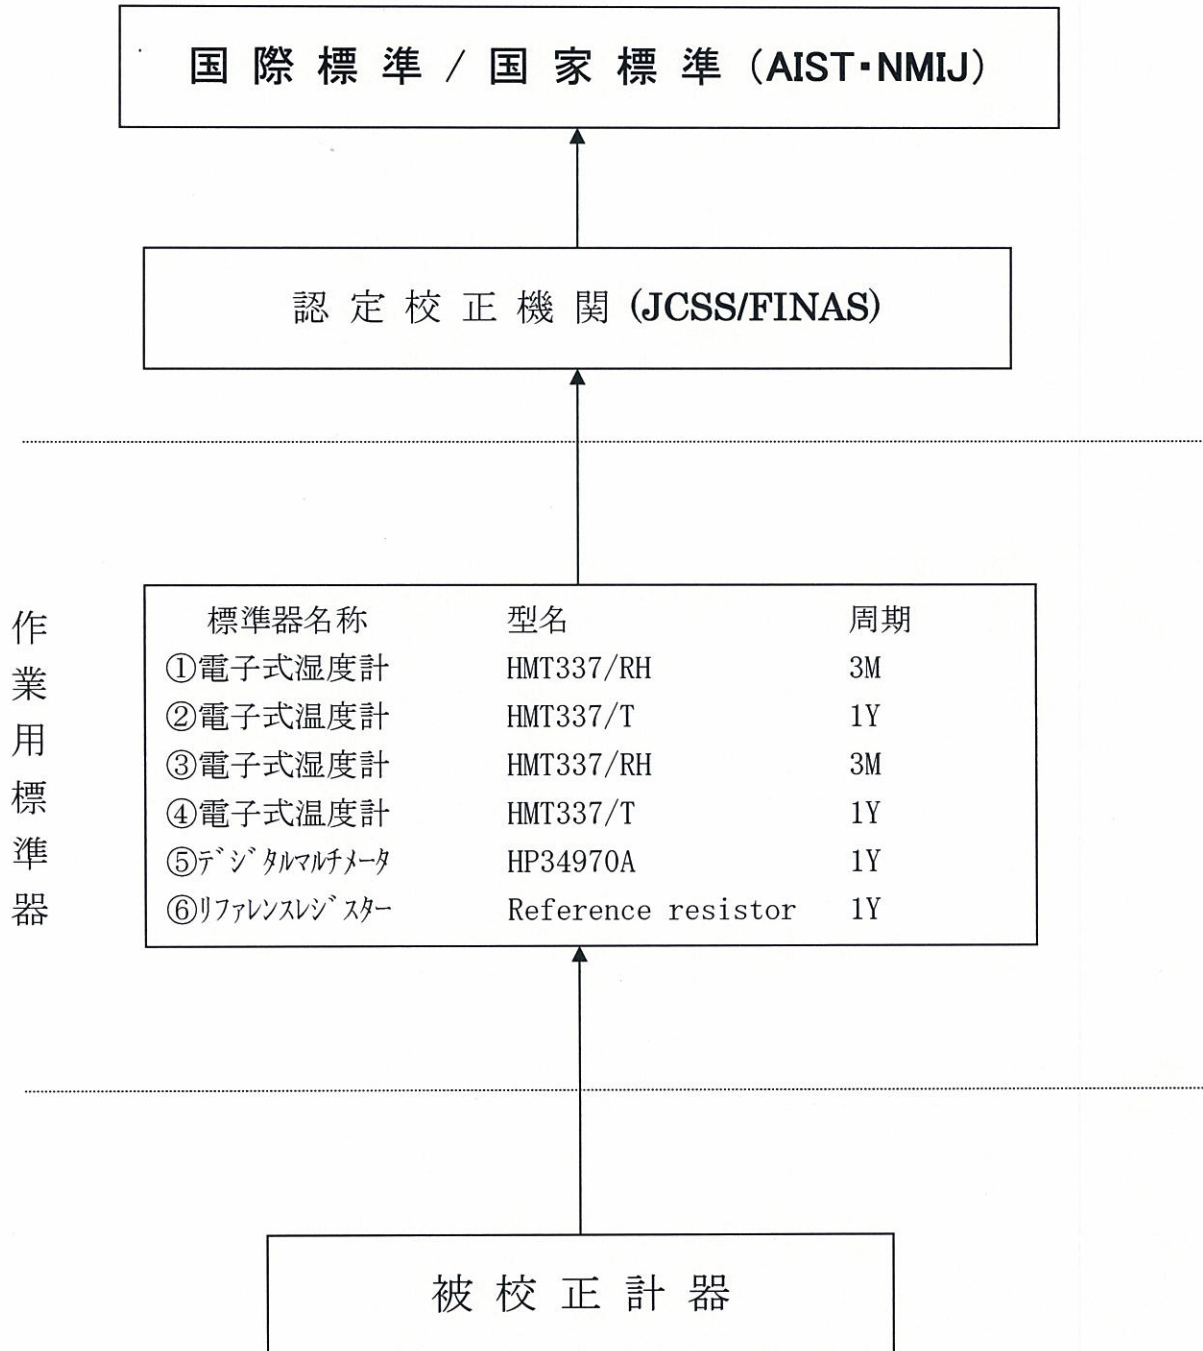 国際標準/国家標準(AIST・NMIJ)
認定校正機関(JCSS/FINAS)
作業用標準器
標準器名称 型名 周期
①電子式湿度計 HMT337/RH 3M
②電子式温度計 HMT337/T 1Y
③電子式湿度計 HMT337/RH 3M
④電子式温度計 HMT337/T 1Y
⑤ﾃﾞｼﾞﾀﾙﾏﾙﾁﾒｰﾀ HP34970A 1Y
⑥ﾘﾌｧﾚﾝｽﾚｼﾞｽﾀｰ Reference resistor 1Y
被校正計器